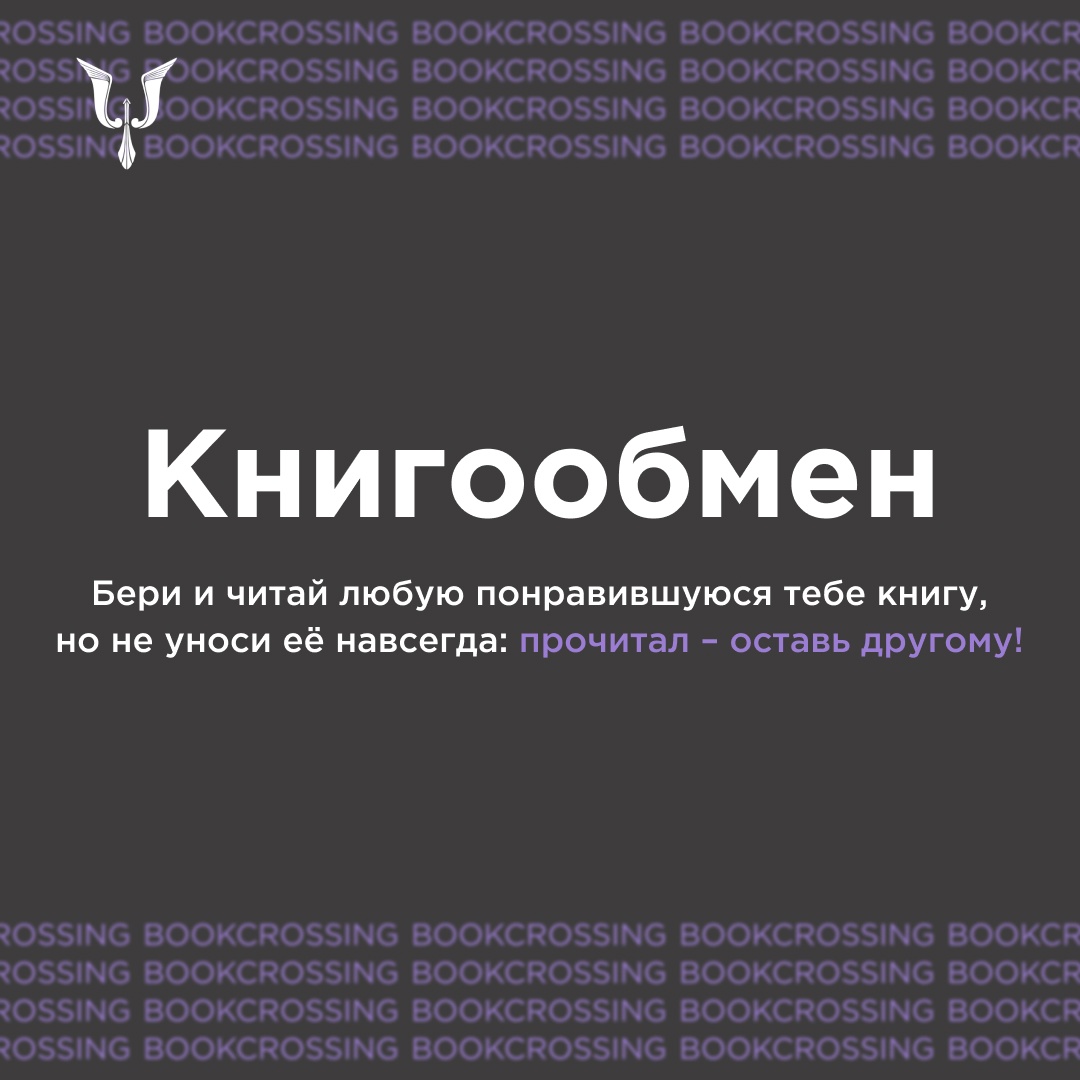 ROSSING BOOKCROSSING BOOKCROSSING BOOKCROSSING BOOKCR
ROSSING BOOKCROSSING BOOKCROSSING BOOKCROSSING BOOKCR
ROSSING BOOKCROSSING BOOKCROSSING BOOKCROSSING BOOKCR
ROSSING BOOKCROSSING BOOKCROSSING BOOKCROSSING BOOKCR
Книгообмен
Бери и читай любую понравившуюся тебе книгу,
но не уноси её навсегда: прочитал – оставь другому!
ROSSING BOOKCROSSING BOOKCROSSING BOOKCROSSING BOOKCR
ROSSING BOOKCROSSING BOOKCROSSING BOOKCROSSING BOOKCR
ROSSING BOOKCROSSING BOOKCROSSING BOOKCROSSING BOOKCR
ROSSING BOOKCROSSING BOOKCROSSING BOOKCROSSING BOOKCR